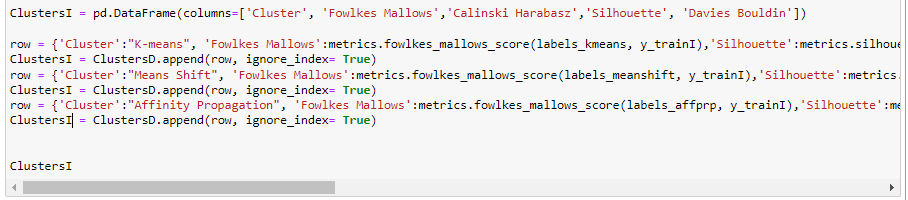 ClustersI = pd.DataFrame(columns=['Cluster', 'Fowlkes Mallows','Calinski Harabasz','Silhouette', 'Davies Bouldin'])
row = {'Cluster':"K-means", 'Fowlkes Mallows':metrics.fowlkes_mallows_score(labels_kmeans, y_trainI),'Silhouette':metrics.silhoue
ClustersI = ClustersD.append(row, ignore_index= True)
row = {'Cluster':"Means Shift", 'Fowlkes Mallows':metrics.fowlkes_mallows_score(labels_meanshift, y_trainI),'Silhouette':metrics.
ClustersI = ClustersD.append(row, ignore_index= True)
row = {'Cluster':"Affinity Propagation", 'Fowlkes Mallows':metrics.fowlkes_mallows_score(labels_affprp, y_trainI),'Silhouette':me
ClustersI = ClustersD.append(row, ignore_index= True)
ClustersI